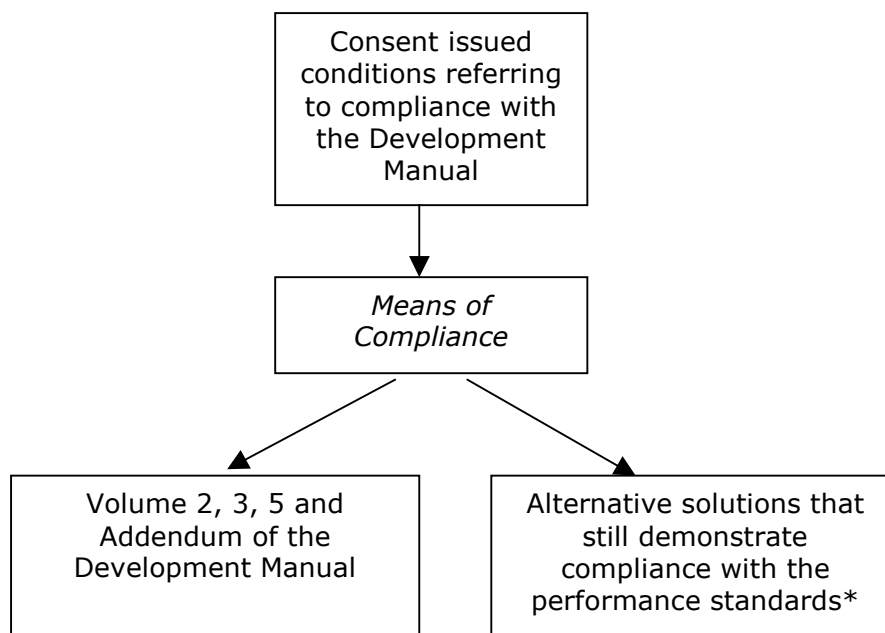 Consent issued
conditions referring
to compliance with
the Development
Manual
Means of
Compliance
Volume 2, 3, 5 and
Addendum of the
Development Manual
Alternative solutions that
still demonstrate
compliance with the
performance standards*